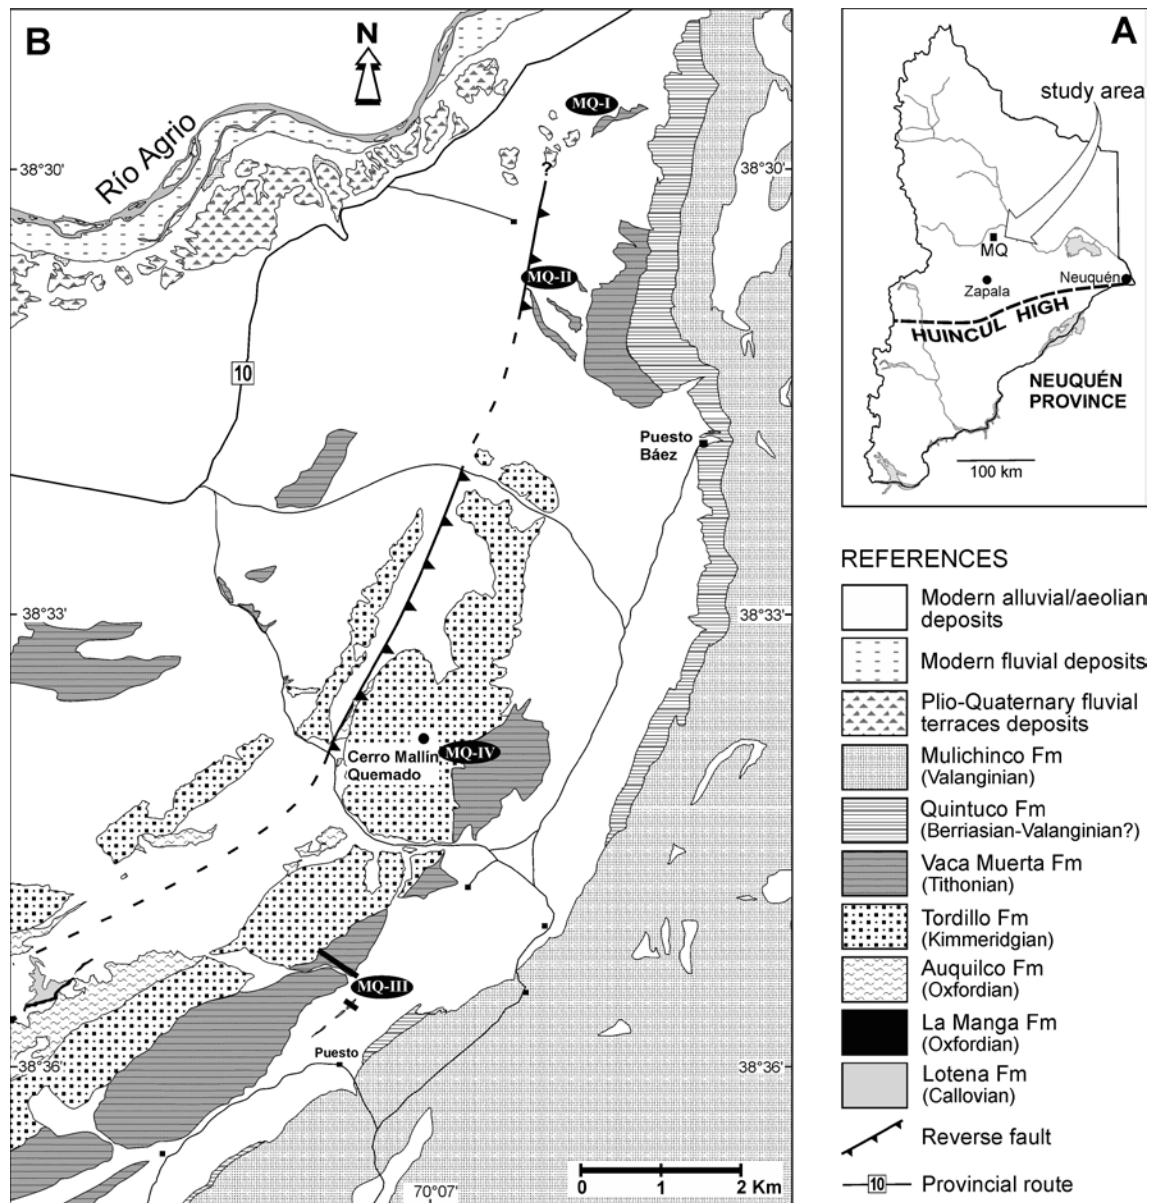 B
N
MQ-I
Río Agrio
38°30'
38°30'
?
MQ-II
10
Puesto
Báez
38°33'
38°33'
Cerro Mallín
Quemado
MQ-IV
MQ-III
Puesto
38°36'
38°36'
70°07'
0 1 2 Km
A
study area
MQ
Zapala
Neuquén
HUINCUL HIGH
NEUQUÉN
PROVINCE
100 km
REFERENCES
Modern alluvial/aeolian
deposits
Modern fluvial deposits
Plio-Quaternary fluvial
terraces deposits
Mulichinco Fm
(Valanginian)
Quintuco Fm
(Berriasian-Valanginian?)
Vaca Muerta Fm
(Tithonian)
Tordillo Fm
(Kimmeridgian)
Auquilco Fm
(Oxfordian)
La Manga Fm
(Oxfordian)
Lotena Fm
(Callovian)
Reverse fault
10 Provincial route